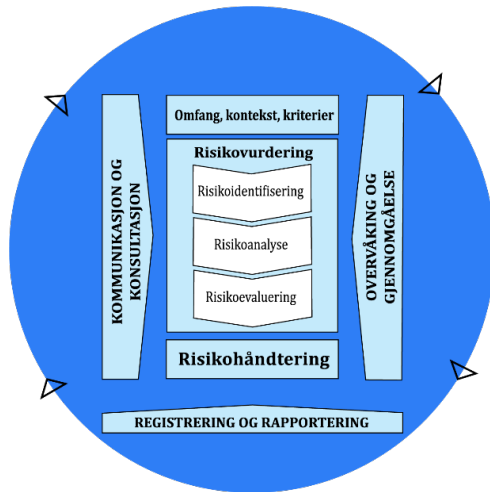 Omfang, kontekst, kriterier
Risikovurdering
Risikoidentifisering
Risikoanalyse
Risikoevaluering
Risikohåndtering
KOMMUNIKASJON OG
KONSULTASJON
OVERVÅKING OG
GJENNOMGÅELSE
REGISTRERING OG RAPPORTERING